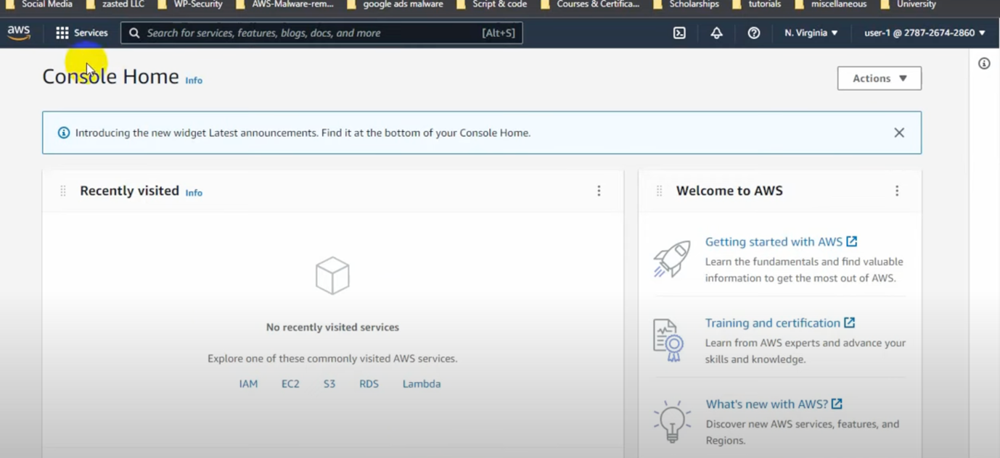 Social Media zasted LLC WP-Security AWS-Malware-rem... google ads malware Script & code Courses & Certifica... Scholarships tutorials miscellaneous University
aws Services Search for services, features, blogs, docs, and more [Alt+S] N. Virginia ▼ user-1 @ 2787-2674-2860 ▼
Console Home Info
Actions ▼
Introducing the new widget Latest announcements. Find it at the bottom of your Console Home.
Recently visited Info
No recently visited services
Explore one of these commonly visited AWS services.
IAM EC2 S3 RDS Lambda
Welcome to AWS
Getting started with AWS
Learn the fundamentals and find valuable
information to get the most out of AWS.
Training and certification
Learn from AWS experts and advance your
skills and knowledge.
What's new with AWS?
Discover new AWS services, features, and
Regions.